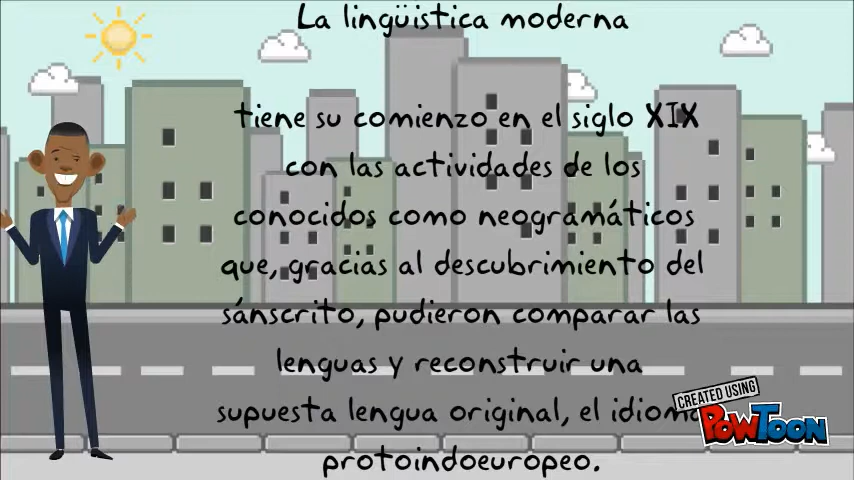 La lingüistica moderna
tiene su comienzo en el siglo XIX
con las actividades de los
conocidos como neogramáticos
que, gracias al descubrimiento del
sánscrito, pudieron comparar las
lenguas y reconstruir una
supuesta lengua original, el idioma
protoindoeuropeo.
CREATED USING
POWTOON